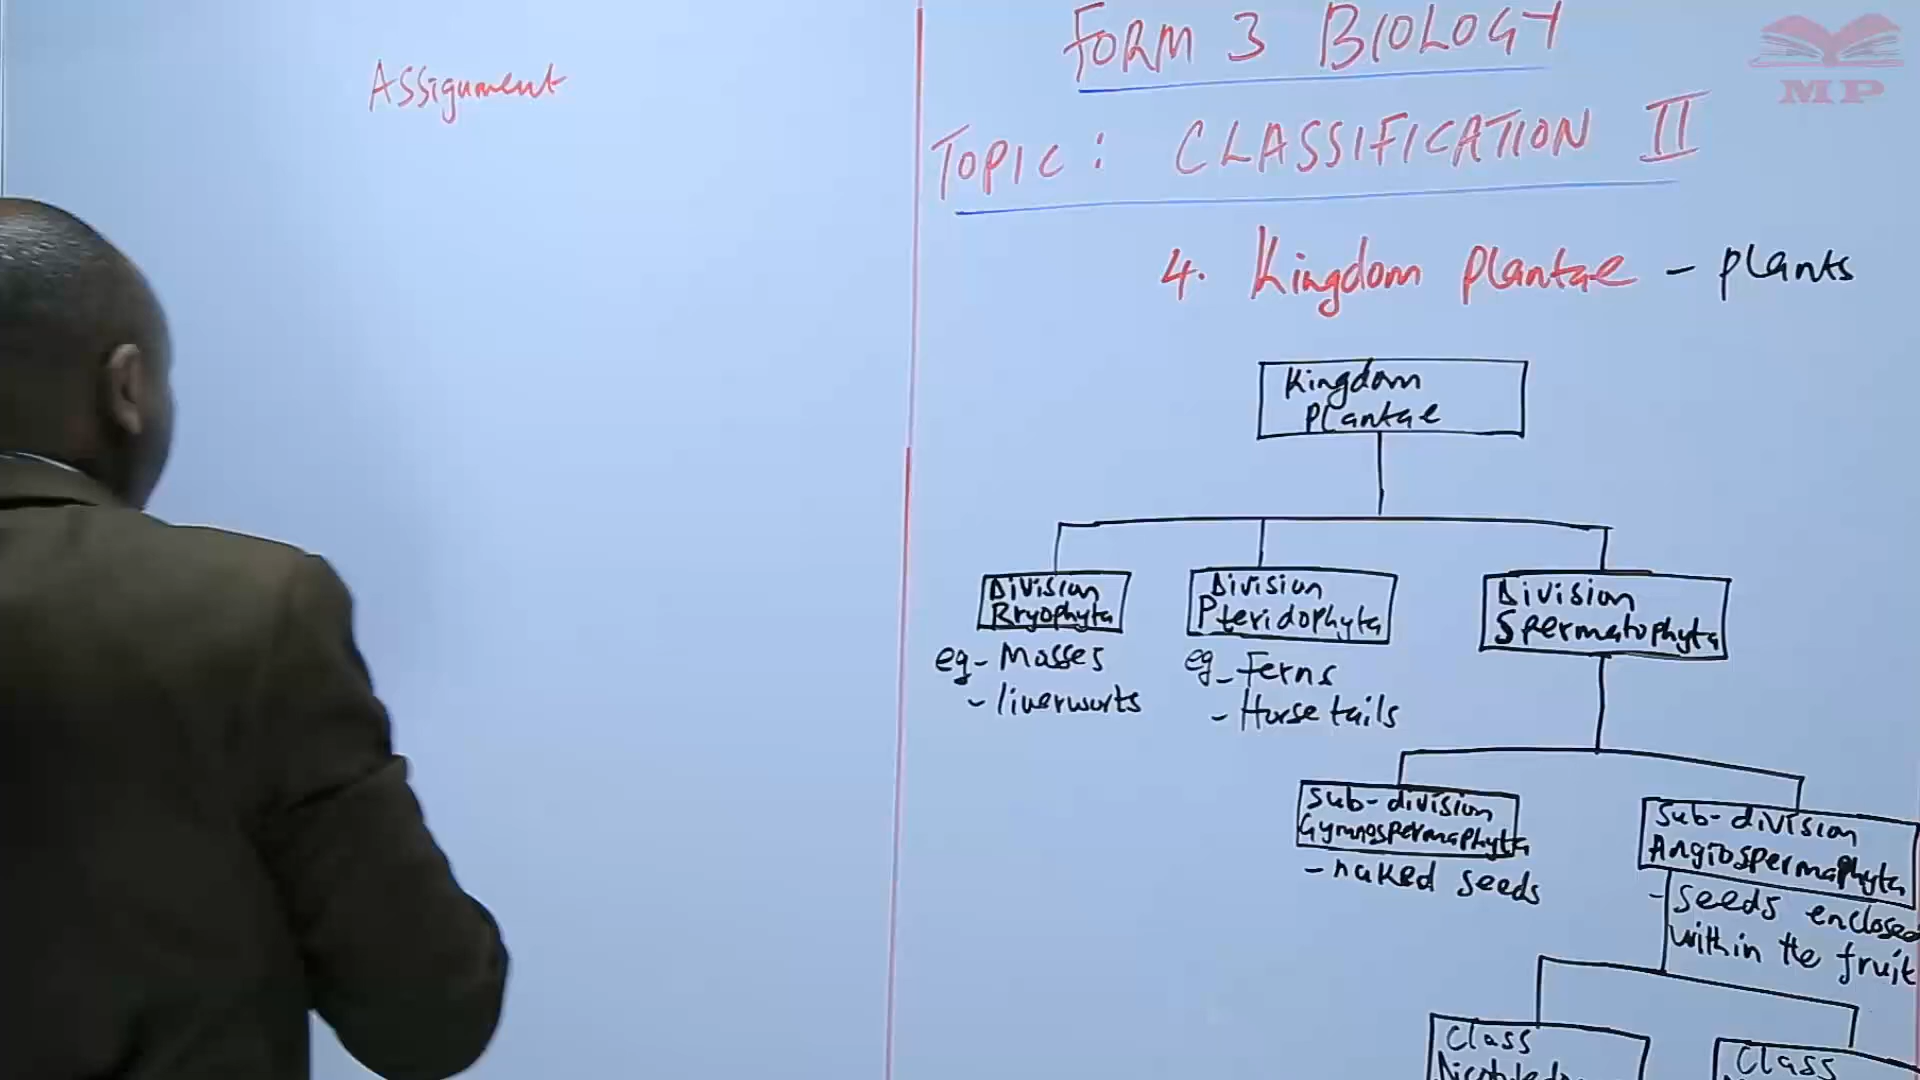 Assignment
FORM 3 BIOLOGY
MP
TOPIC: CLASSIFICATION II
4. Kingdom Plantae - plants
Kingdom
Plantae
Division
Bryophyta
eg - Mosses
- liverworts
Division
Pteridophyta
eg - Ferns
- Horse tails
Division
Spermatophyta
Sub-division
Gymnospermaphyta
- naked seeds
Sub-division
Angiospermaphyta
- seeds enclosed
within the fruit
Class
Class